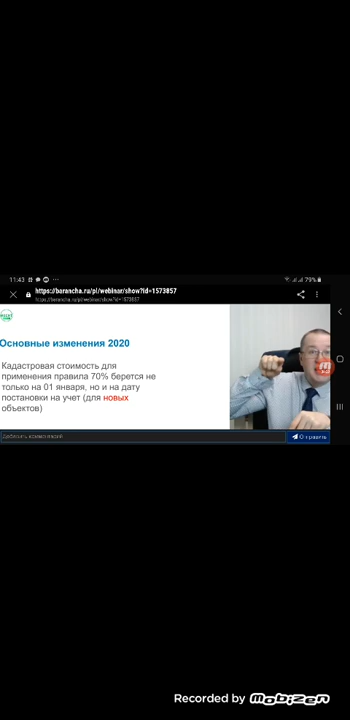 11:43
79%
https://barancha.ru/pl/webinar/show?id=1573857
https://barancha.ru/pl/webinar/show?id=1573857
Основные изменения 2020
Кадастровая стоимость для
применения правила 70% берется не
только на 01 января, но и на дату
постановки на учет (для новых
объектов)
Добавить комментарий
Отправить
Recorded by Mobizen